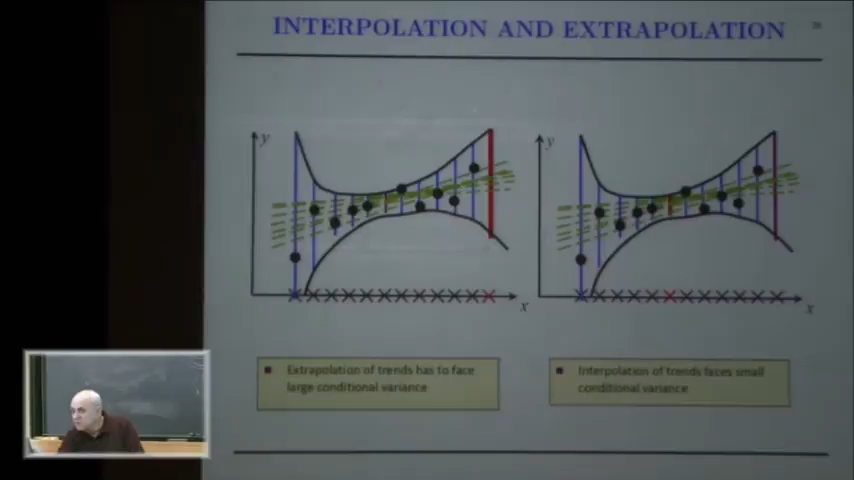 INTERPOLATION AND EXTRAPOLATION
y
x
y
x
Extrapolation of trends has to face
large conditional variance
Interpolation of trends faces small
conditional variance